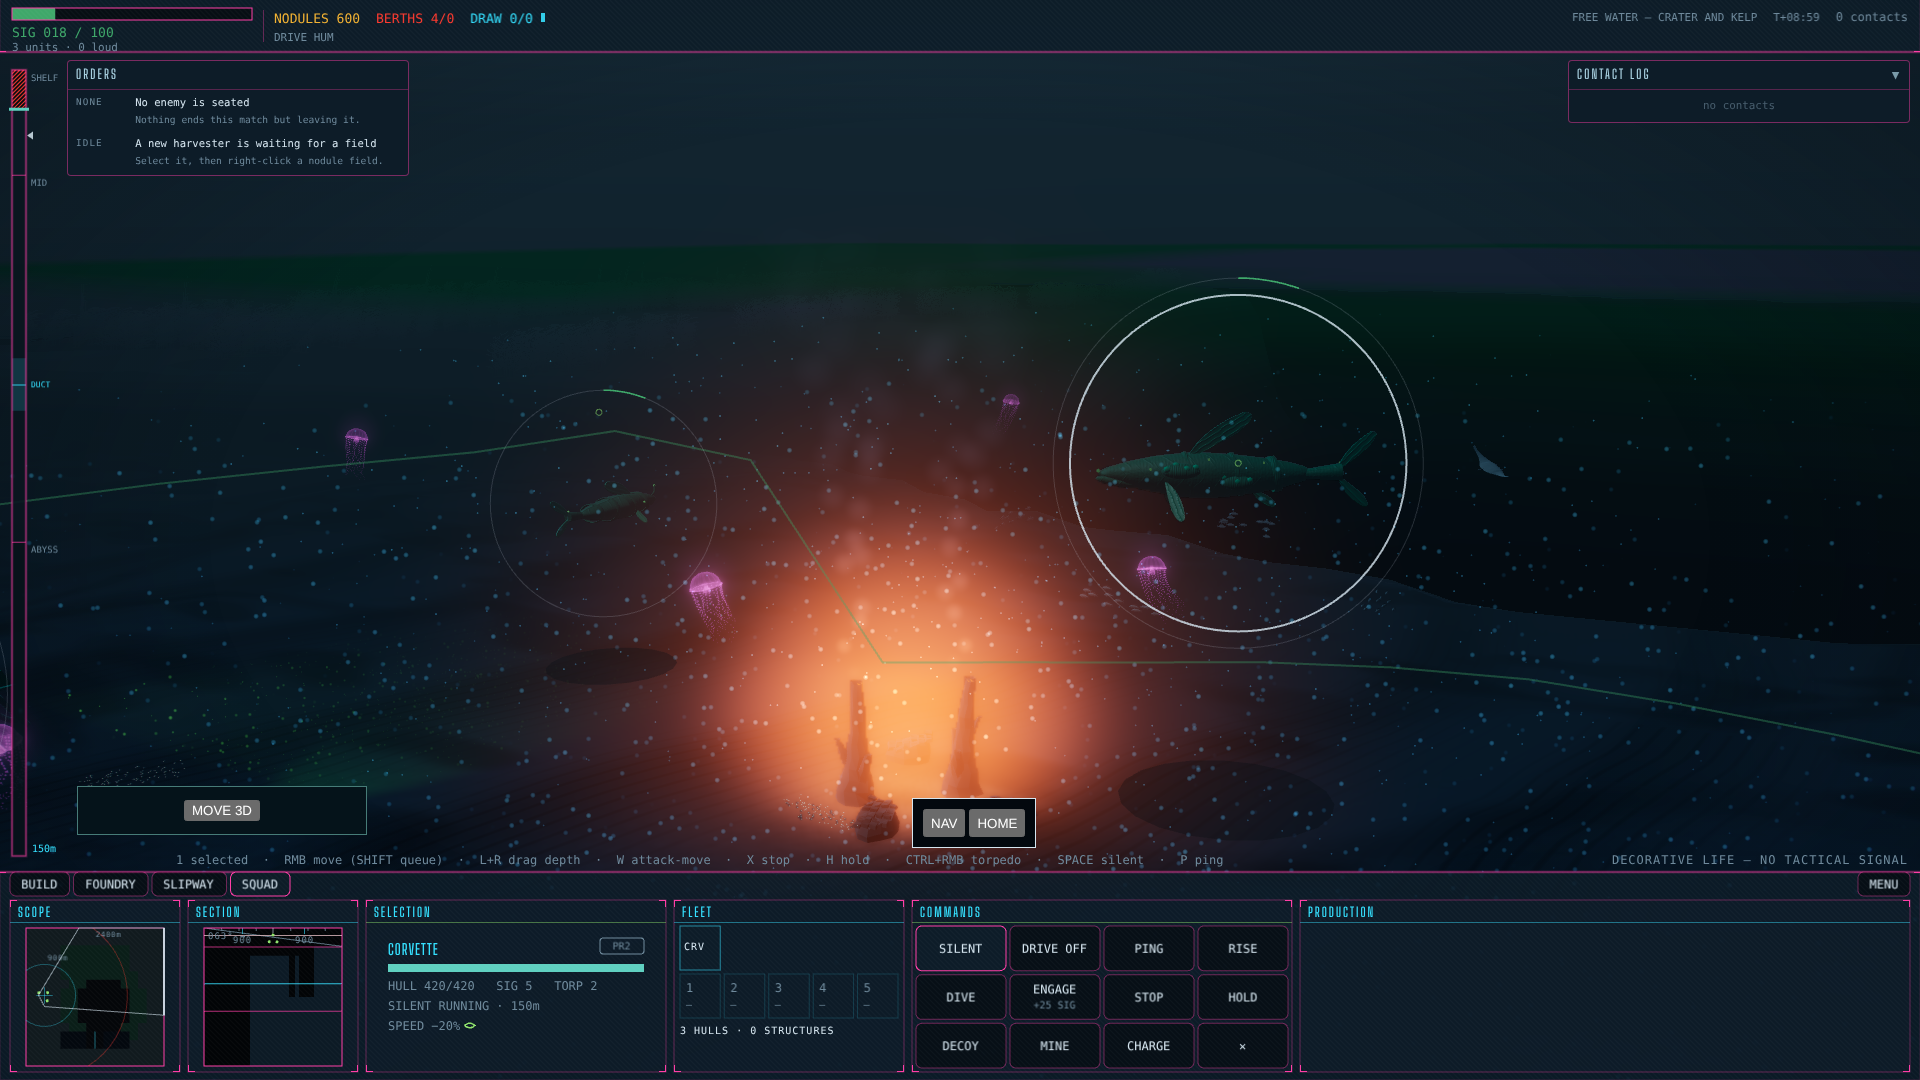 SIG 018 / 100
3 units · 0 loud
NODULES 600 BERTHS 4/0 DRAW 0/0
DRIVE HUM
FREE WATER — CRATER AND KELP T+08:59 0 contacts
ORDERS
NONE No enemy is seated
Nothing ends this match but leaving it.
IDLE A new harvester is waiting for a field
Select it, then right-click a nodule field.
CONTACT LOG ▼
no contacts
SHELF
MID
DUCT
ABYSS
150m
MOVE 3D
NAV HOME
1 selected · RMB move (SHIFT queue) · L+R drag depth · W attack-move · X stop · H hold · CTRL+RMB torpedo · SPACE silent · P ping
DECORATIVE LIFE — NO TACTICAL SIGNAL
BUILD FOUNDRY SLIPWAY SQUAD MENU
SCOPE
2400m
900m
SECTION
063°
900 900
SELECTION
CORVETTE PR2
HULL 420/420 SIG 5 TORP 2
SILENT RUNNING · 150m
SPEED −20%
FLEET
CRV
1 2 3 4 5
— — — — —
3 HULLS · 0 STRUCTURES
COMMANDS
SILENT DRIVE OFF PING RISE
DIVE ENGAGE STOP HOLD
+25 SIG
DECOY MINE CHARGE ×
PRODUCTION